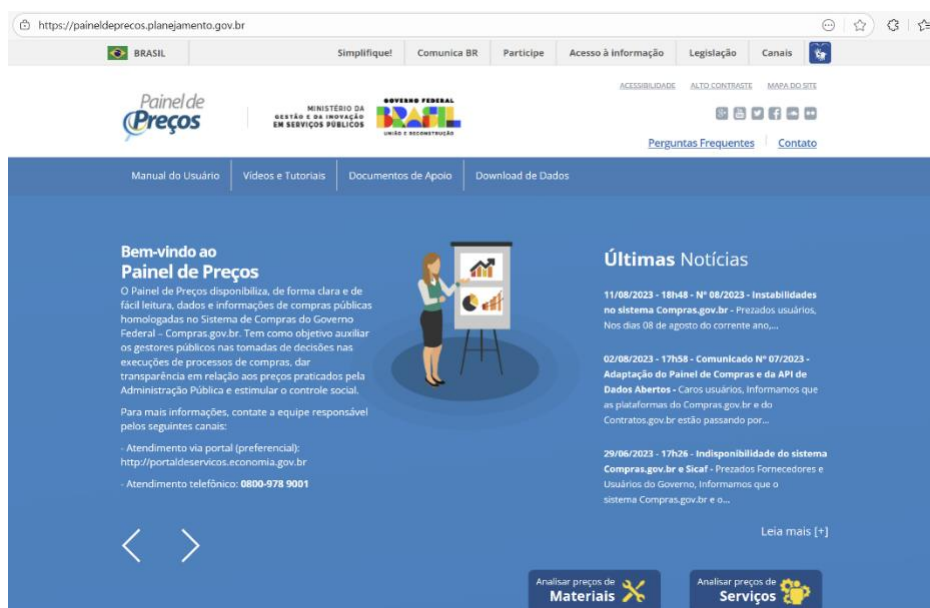 https://paineldeprecos.planejamento.gov.br
BRASIL
Simplifique!
Comunica BR
Participe
Acesso à informação
Legislação
Canais
ACESSIBILIDADE
ALTO CONTRASTE
MAPA DO SITE
Painel de
Preços
MINISTÉRIO DA
GESTÃO E DA INOVAÇÃO
EM SERVIÇOS PÚBLICOS
GOVERNO FEDERAL
BRASIL
UNIÃO E RECONSTRUÇÃO
Perguntas Frequentes
Contato
Manual do Usuário
Vídeos e Tutoriais
Documentos de Apoio
Download de Dados
Bem-vindo ao
Painel de Preços
O Painel de Preços disponibiliza, de forma clara e de
fácil leitura, dados e informações de compras públicas
homologadas no Sistema de Compras do Governo
Federal – Compras.gov.br. Tem como objetivo auxiliar
os gestores públicos nas tomadas de decisões nas
execuções de processos de compras, dar
transparência em relação aos preços praticados pela
Administração Pública e estimular o controle social.
Para mais informações, contate a equipe responsável
pelos seguintes canais:
- Atendimento via portal (preferencial):
http://portaldeservicos.economia.gov.br
- Atendimento telefônico: 0800-978 9001
Últimas Notícias
11/08/2023 - 18h48 - Nº 08/2023 - Instabilidades
no sistema Compras.gov.br - Prezados usuários,
Nos dias 08 de agosto do corrente ano,...
02/08/2023 - 17h58 - Comunicado Nº 07/2023 -
Adaptação do Painel de Compras e da API de
Dados Abertos - Caros usuários, Informamos que
as plataformas do Compras.gov.br e do
Contratos.gov.br estão passando por...
29/06/2023 - 17h26 - Indisponibilidade do sistema
Compras.gov.br e Sicaf - Prezados Fornecedores e
Usuários do Governo, Informamos que o
sistema Compras.gov.br e o...
Leia mais [+]
Analisar preços de
Materiais
Analisar preços de
Serviços